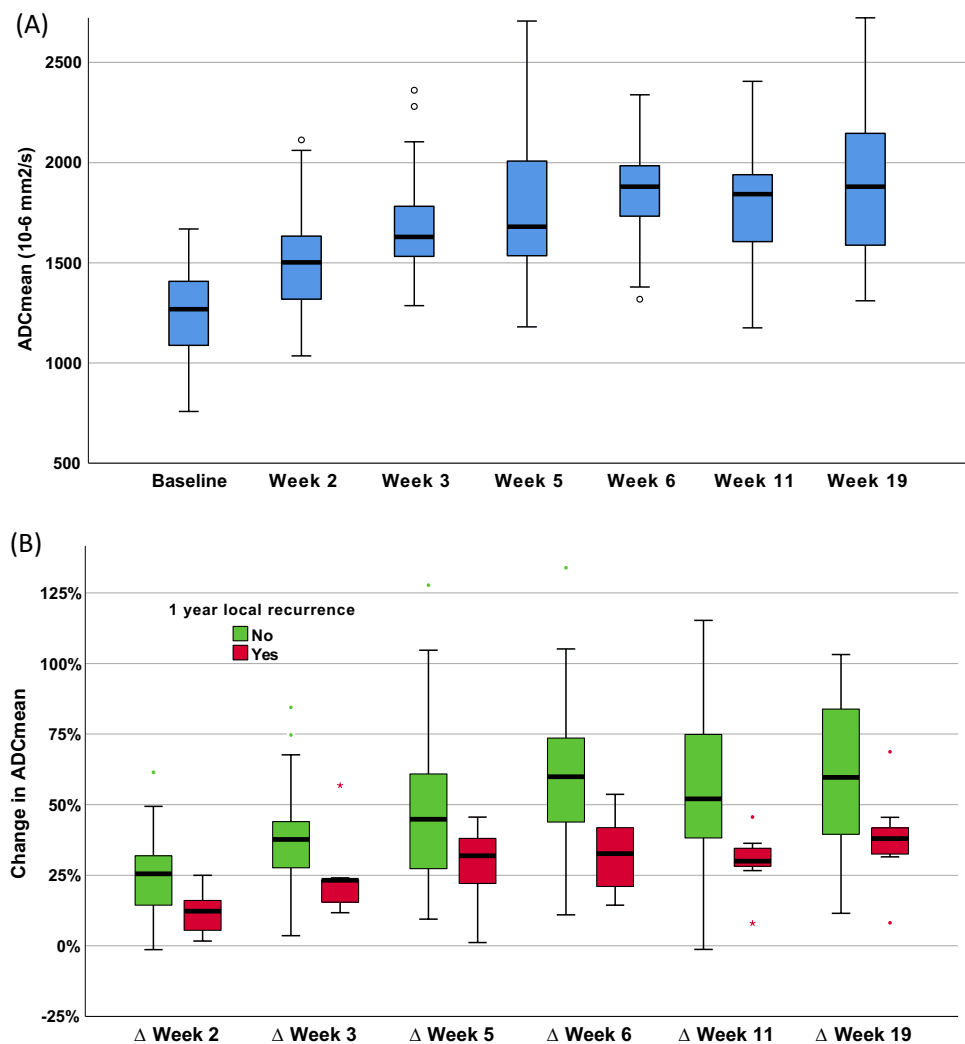 (A)
ADCmean (10-6 mm2/s)
2500
2000
1500
1000
500
Baseline Week 2 Week 3 Week 5 Week 6 Week 11 Week 19
(B)
Change in ADCmean
125%
100%
75%
50%
25%
0%
-25%
1 year local recurrence
No
Yes
Δ Week 2 Δ Week 3 Δ Week 5 Δ Week 6 Δ Week 11 Δ Week 19